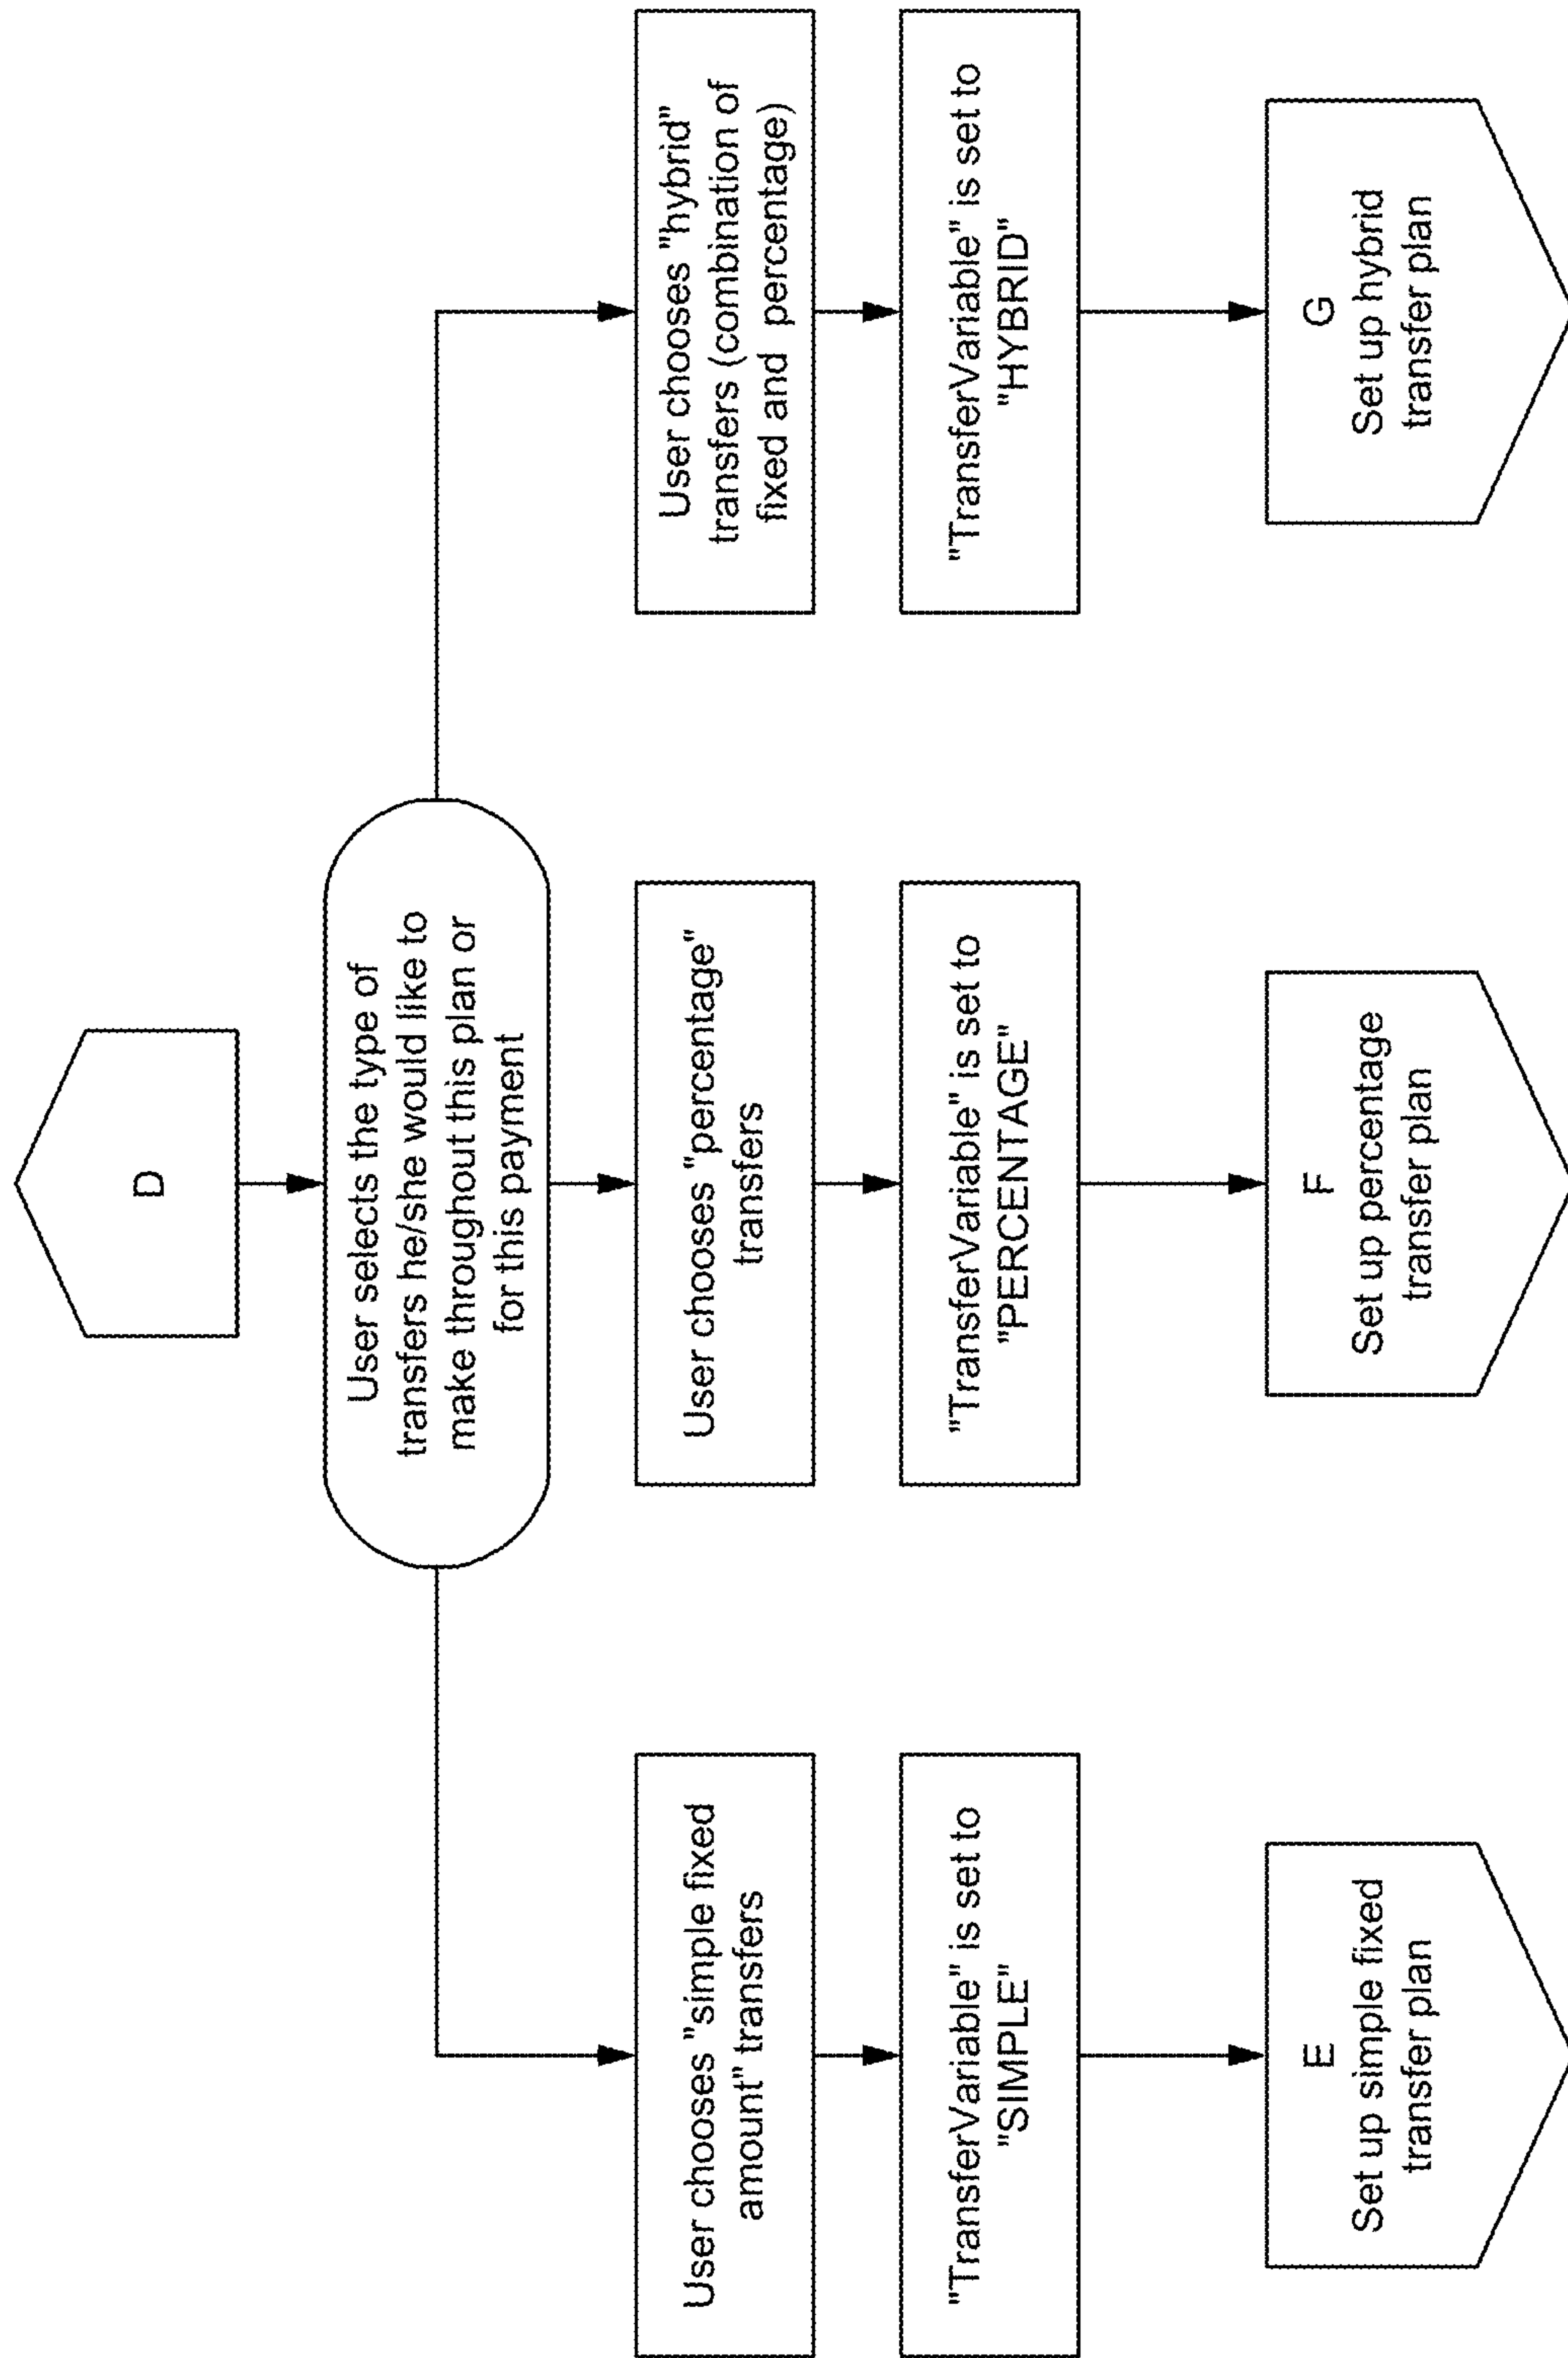 D
User selects the type of
transfers he/she would like to
make throughout this plan or
for this payment
User chooses "simple fixed
amount" transfers
"TransferVariable" is set to
"SIMPLE"
E
Set up simple fixed
transfer plan
User chooses "percentage"
transfers
"TransferVariable" is set to
"PERCENTAGE"
F
Set up percentage
transfer plan
User chooses "hybrid"
transfers (combination of
fixed and percentage)
"TransferVariable" is set to
"HYBRID"
G
Set up hybrid
transfer plan